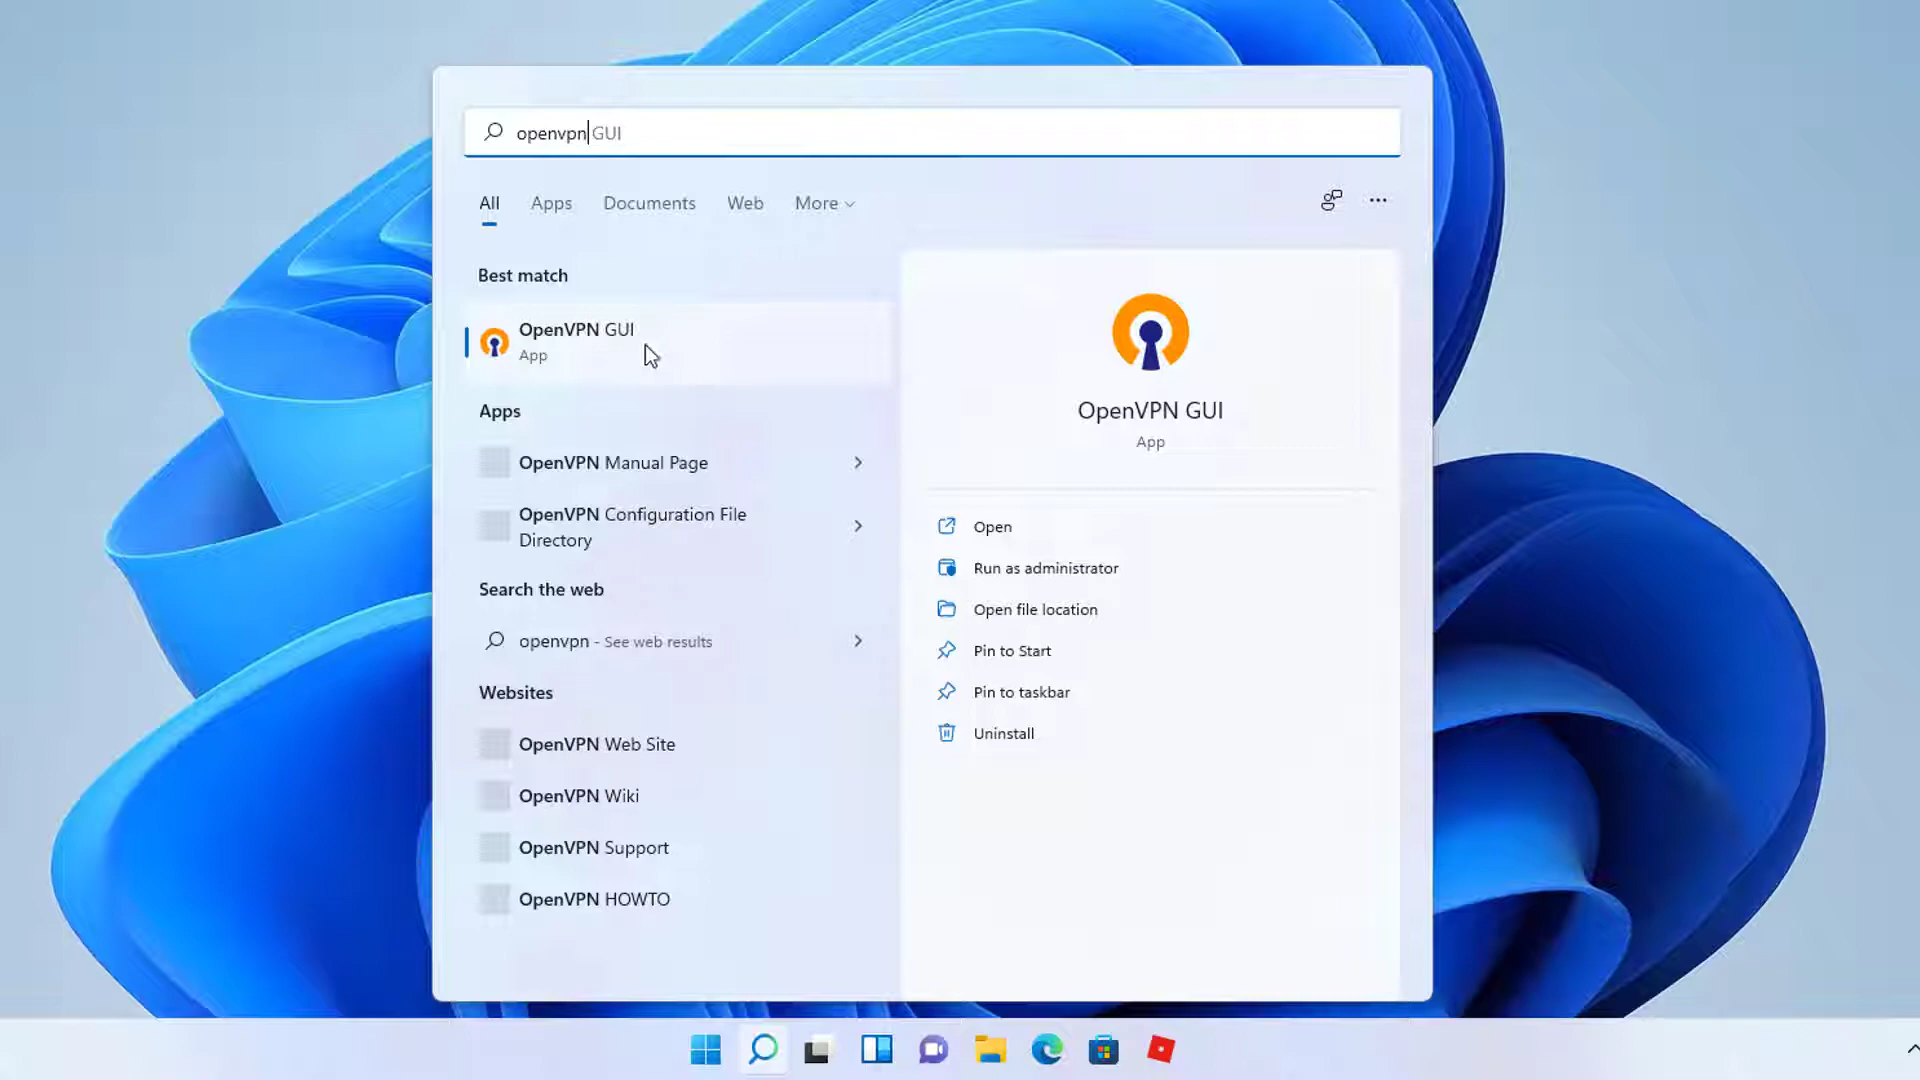 openvpn GUI
All Apps Documents Web More
Best match
OpenVPN GUI
App
Apps
OpenVPN Manual Page
OpenVPN Configuration File
Directory
Search the web
openvpn - See web results
Websites
OpenVPN Web Site
OpenVPN Wiki
OpenVPN Support
OpenVPN HOWTO
OpenVPN GUI
App
Open
Run as administrator
Open file location
Pin to Start
Pin to taskbar
Uninstall